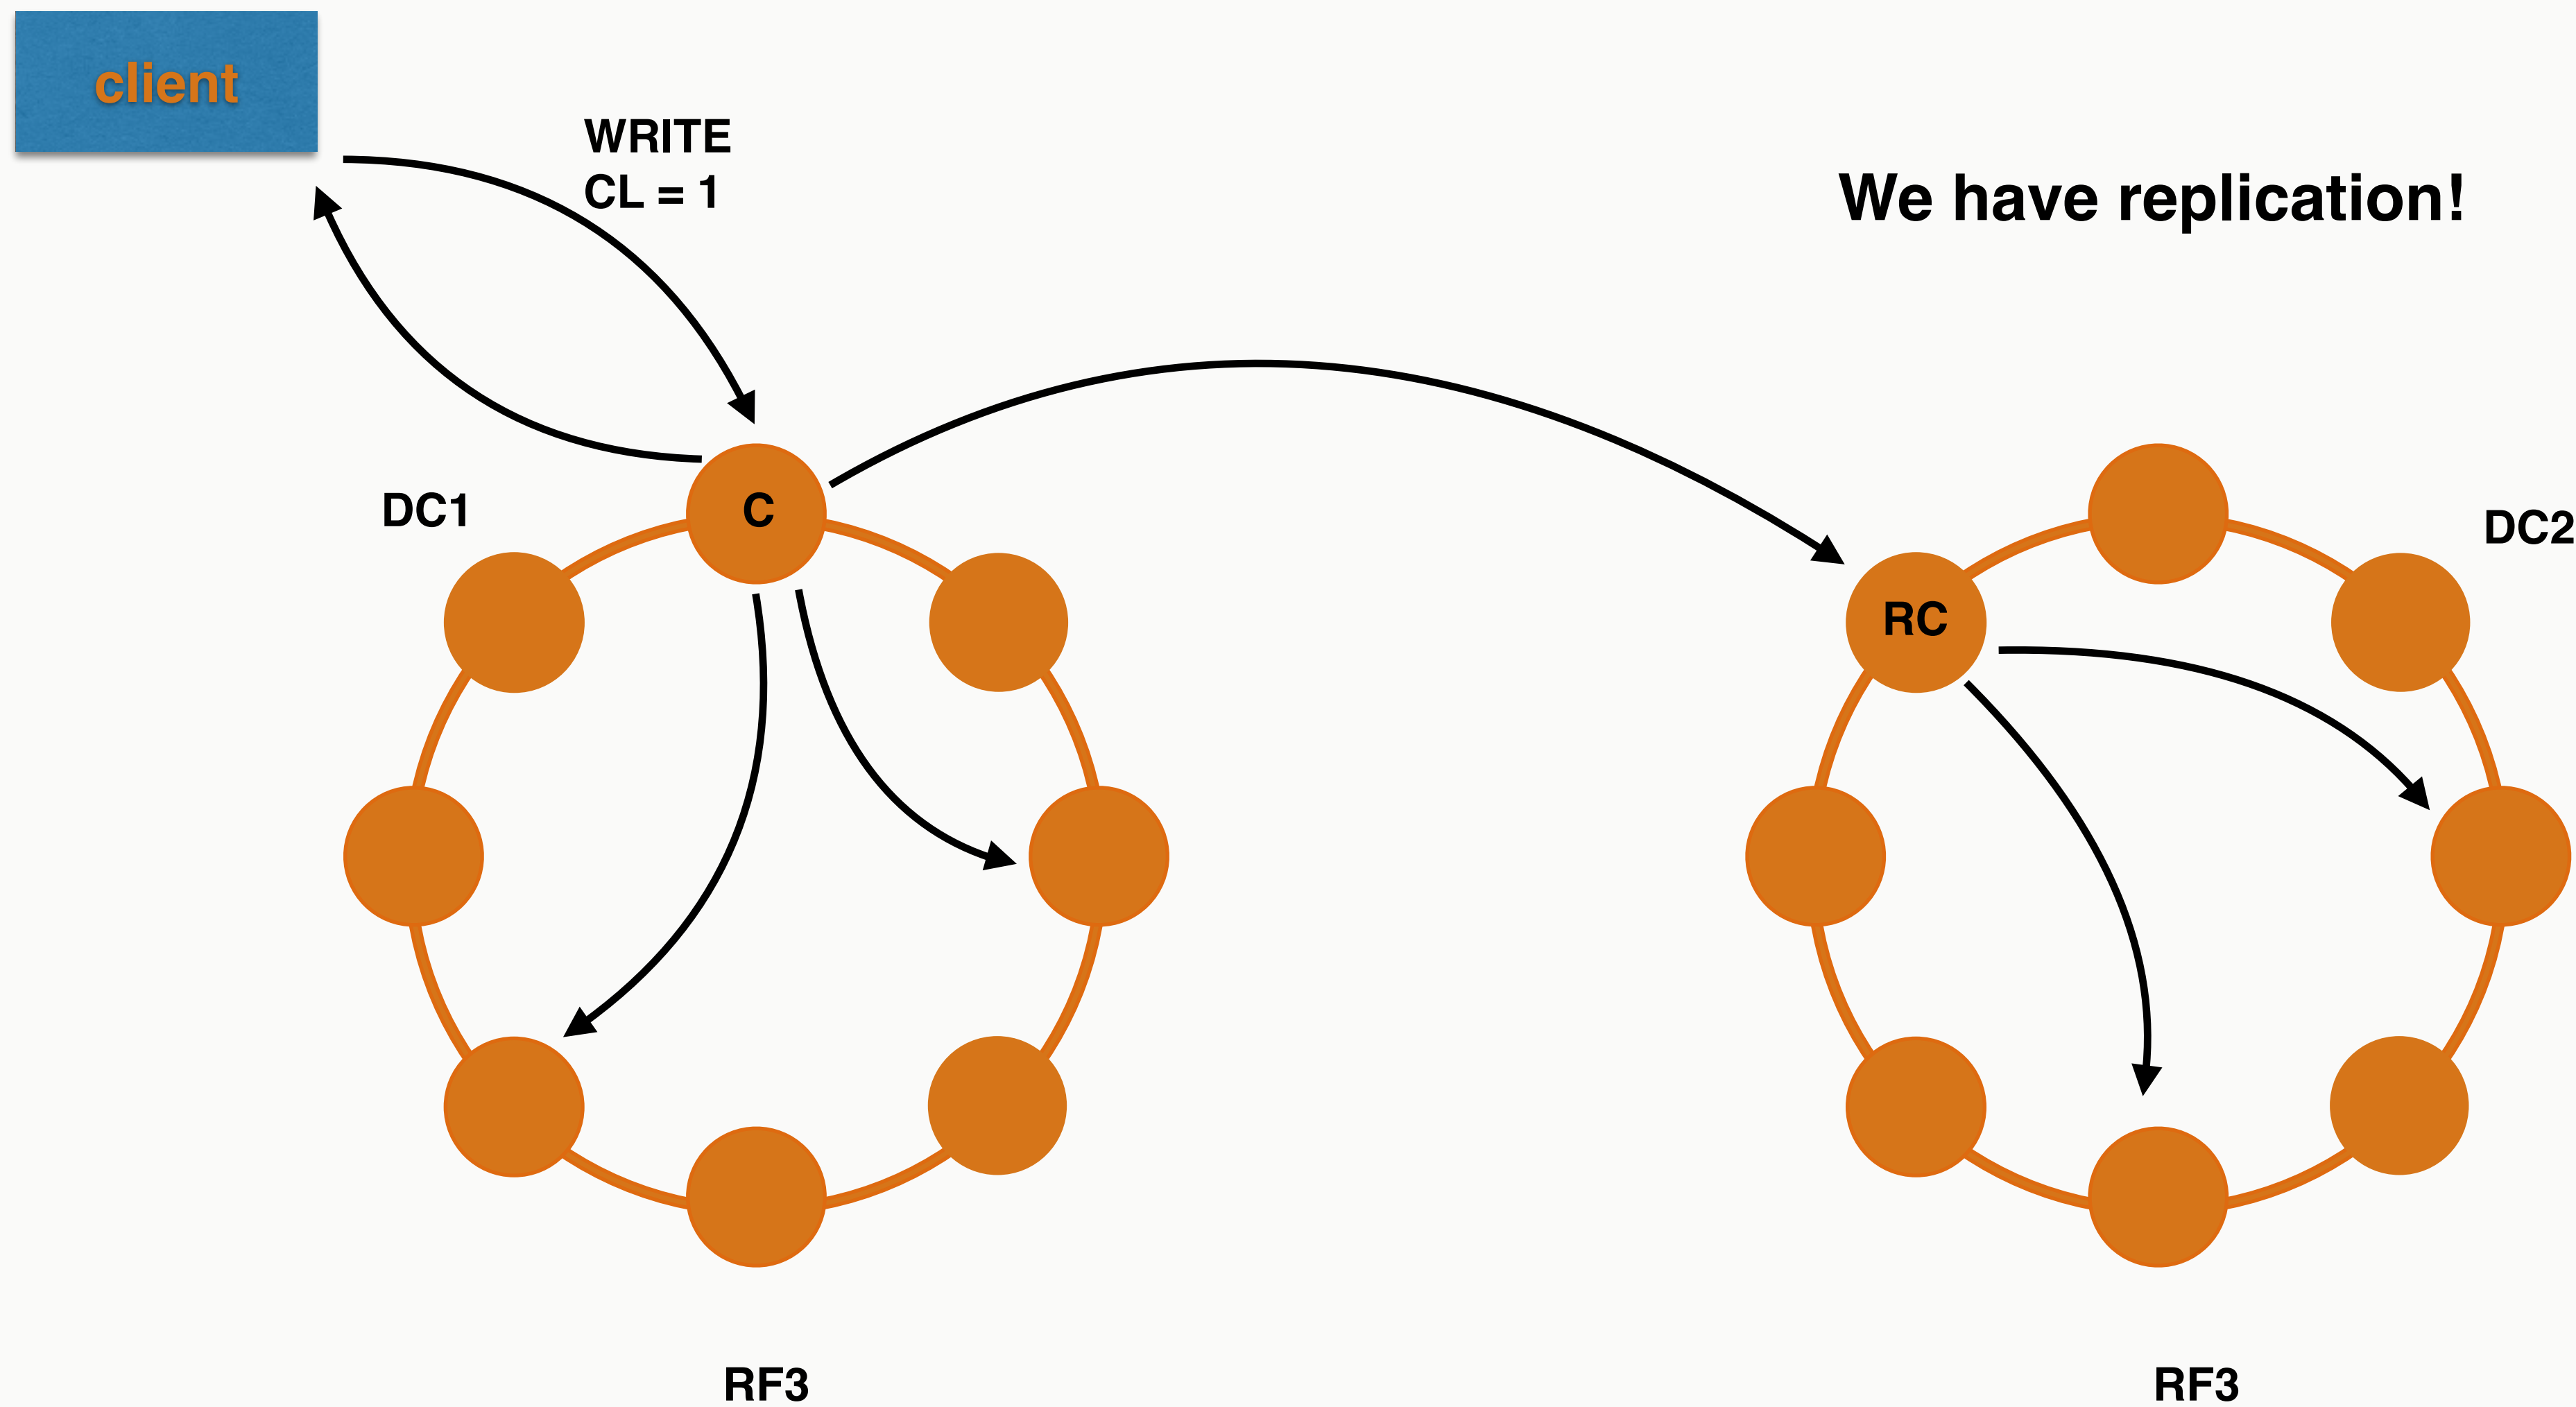 client
WRITE
CL = 1
We have replication!
DC1
C
DC2
RC
RF3
RF3